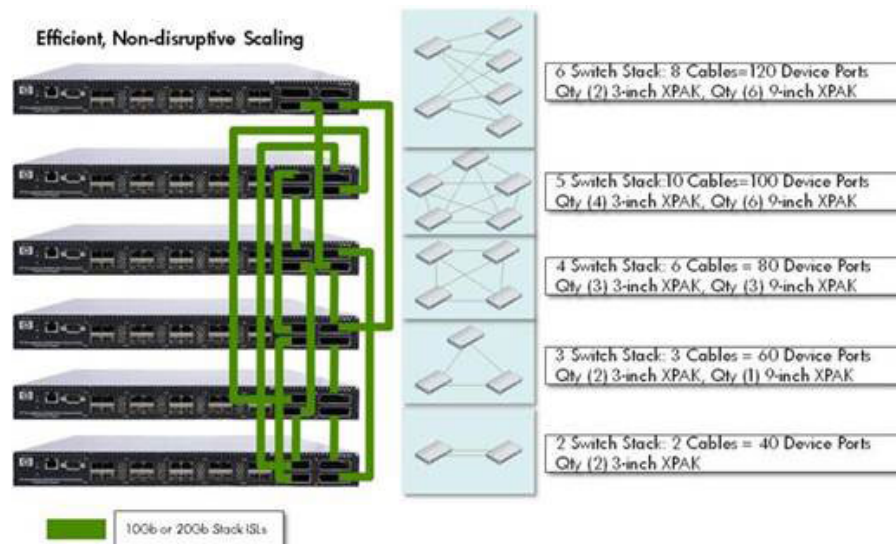 Efficient, Non-disruptive Scaling
6 Switch Stack: 8 Cables=120 Device Ports
Qty (2) 3-inch XPAK, Qty (6) 9-inch XPAK
5 Switch Stack:10 Cables=100 Device Ports
Qty (4) 3-inch XPAK, Qty (6) 9-inch XPAK
4 Switch Stack: 6 Cables = 80 Device Ports
Qty (3) 3-inch XPAK, Qty (3) 9-inch XPAK
3 Switch Stack: 3 Cables = 60 Device Ports
Qty (2) 3-inch XPAK, Qty (1) 9-inch XPAK
2 Switch Stack: 2 Cables = 40 Device Ports
Qty (2) 3-inch XPAK
10Gb or 20Gb Stack ISLs